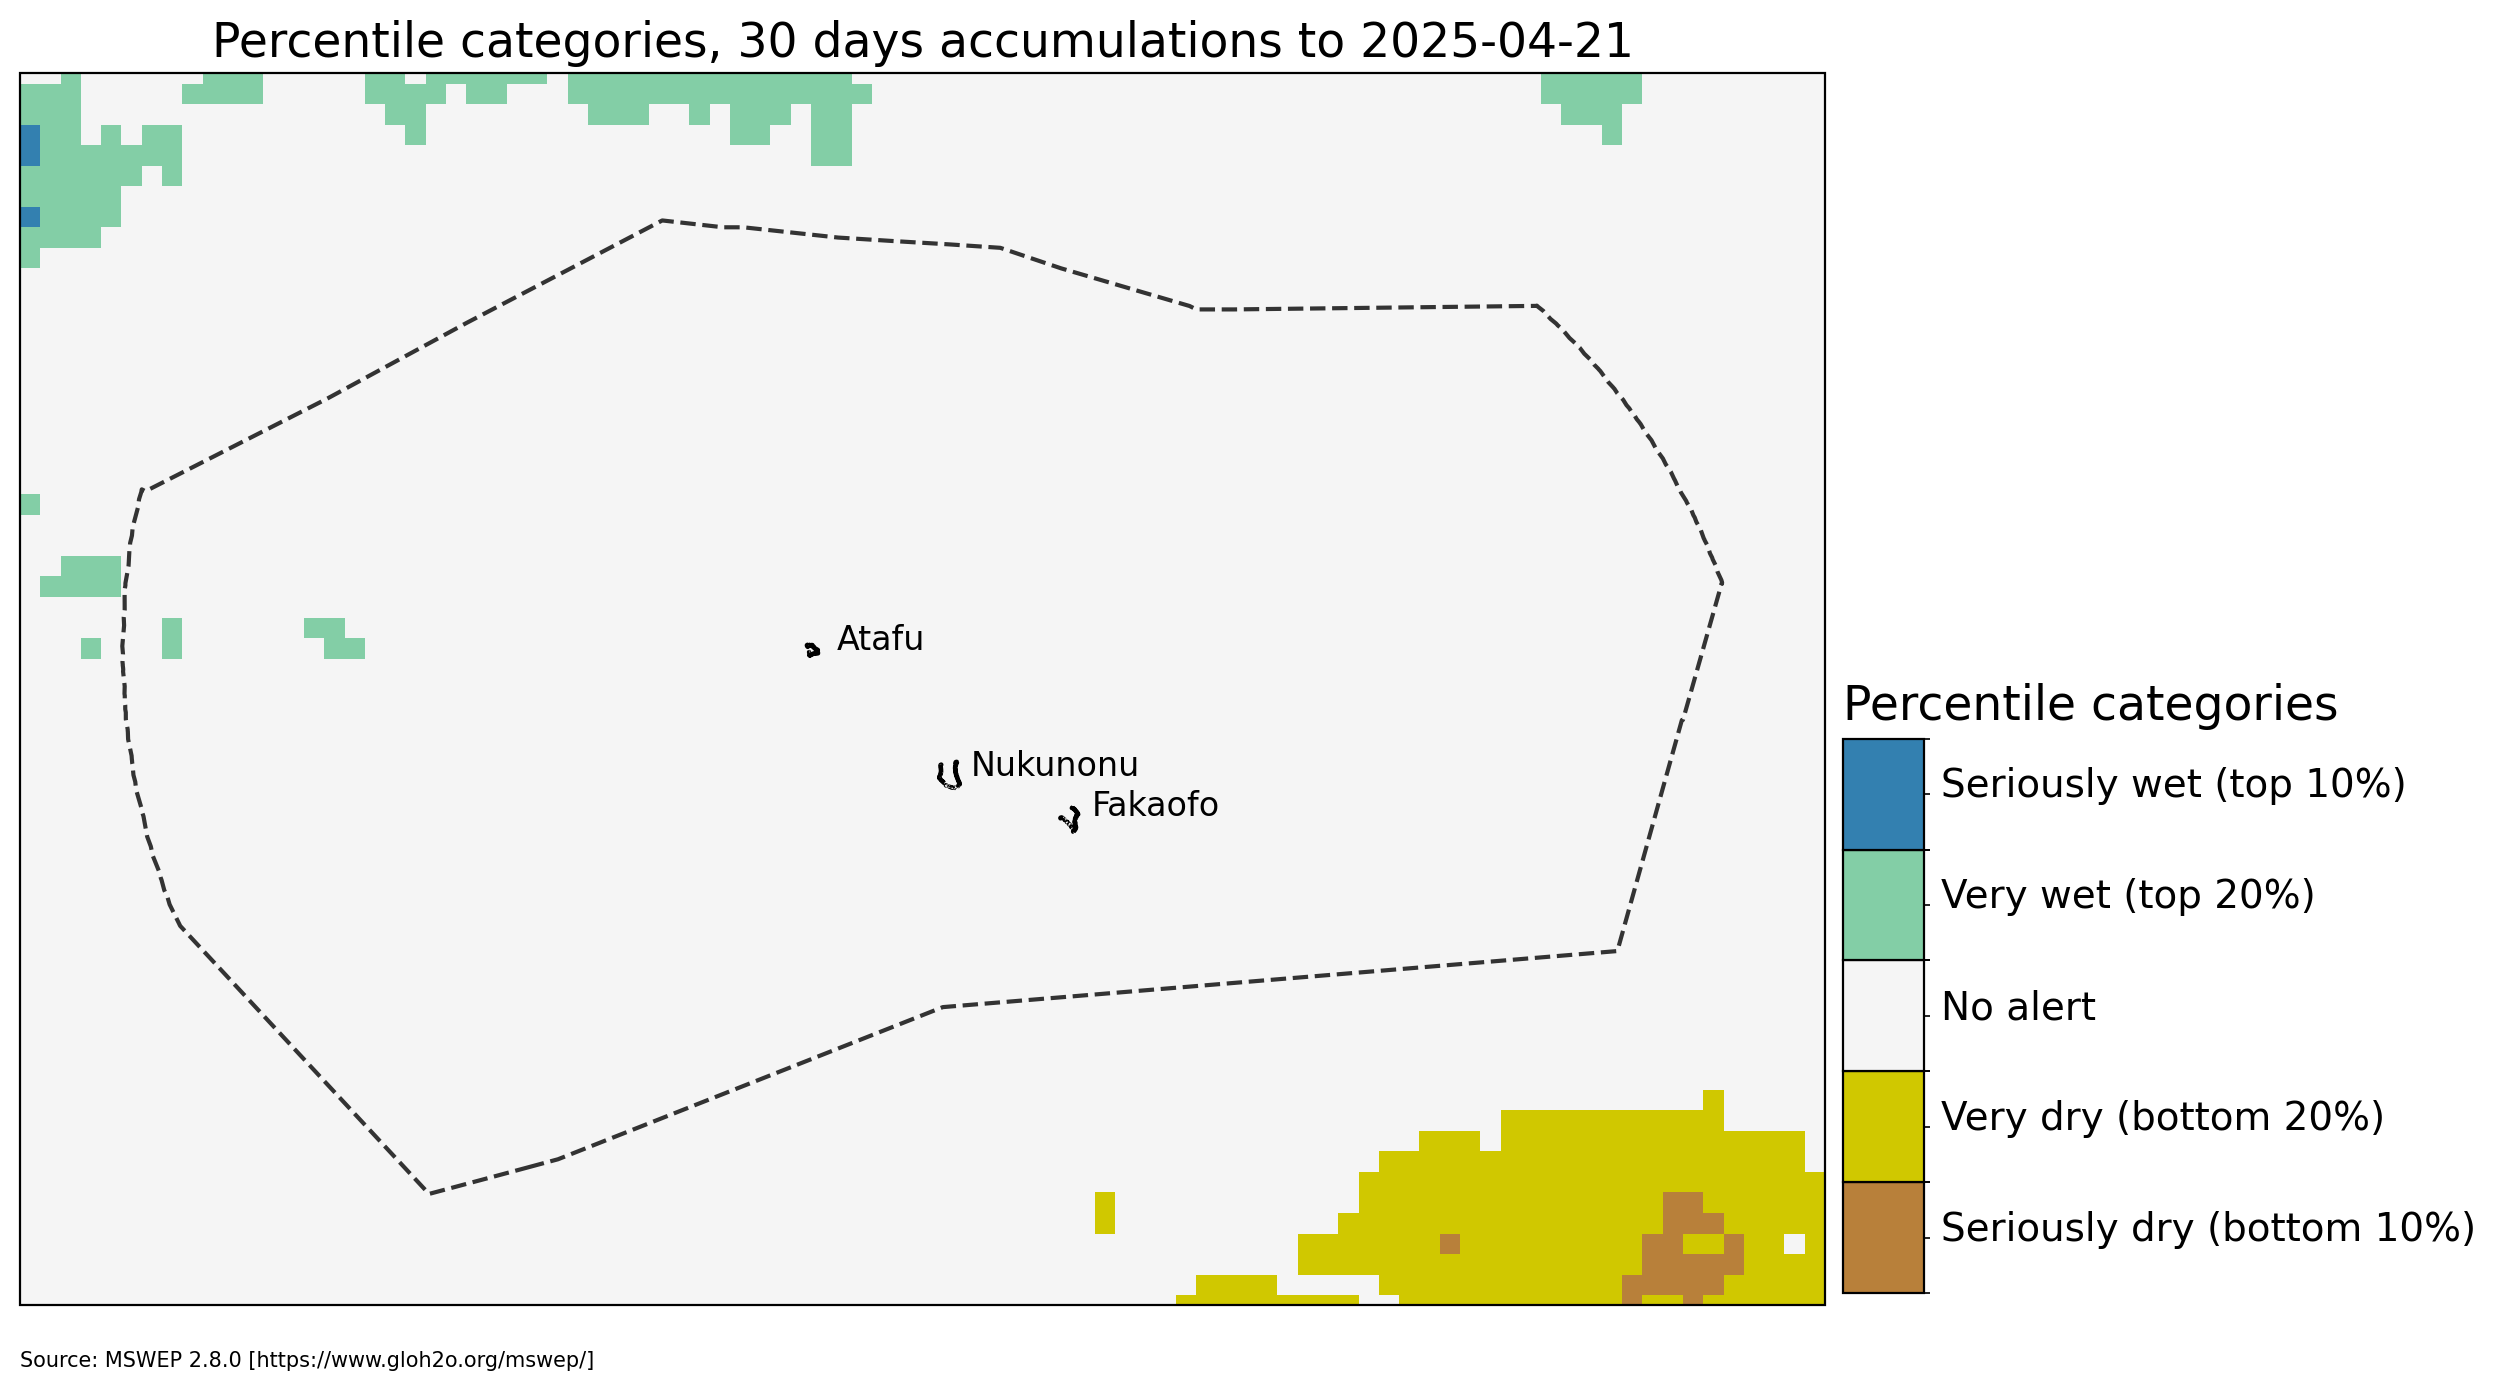 Percentile categories, 30 days accumulations to 2025-04-21
Atafu
Nukunonu
Fakaofo
Percentile categories
Seriously wet (top 10%)
Very wet (top 20%)
No alert
Very dry (bottom 20%)
Seriously dry (bottom 10%)
Source: MSWEP 2.8.0 [https://www.gloh2o.org/mswep/]